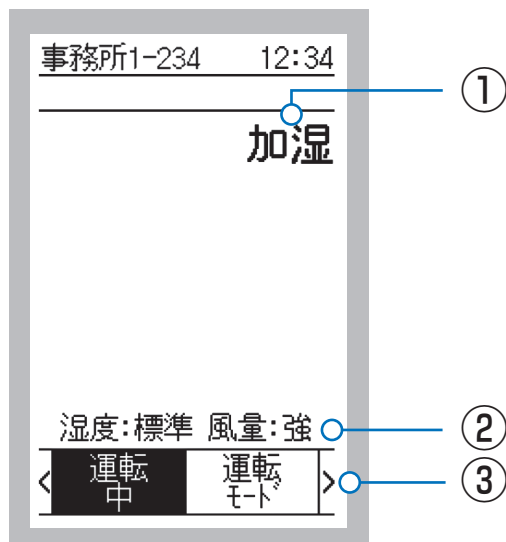 事務所1-234 12:34
①
加湿
湿度:標準 風量:強
②
< 運転中 運転モード >
③